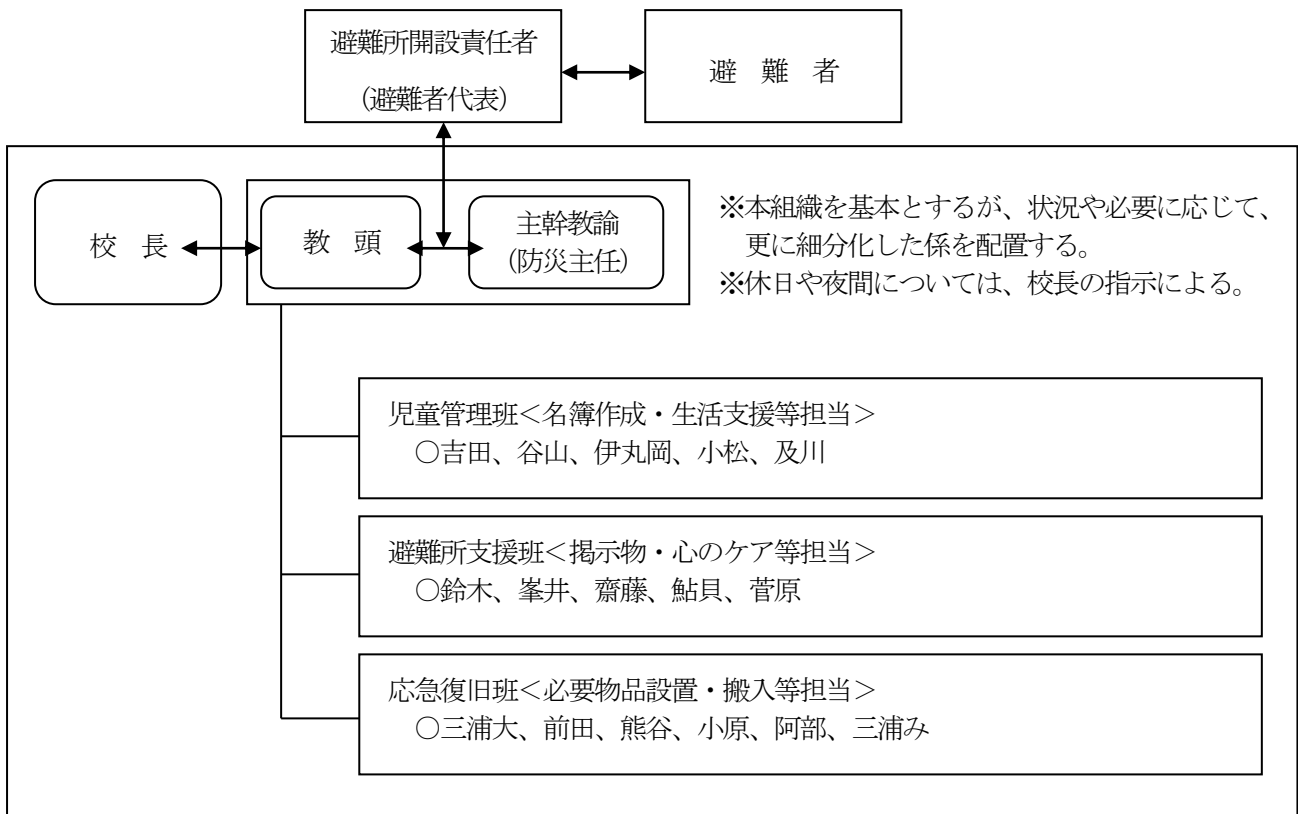 避難所開設責任者
(避難者代表)
避 難 者
校 長
教 頭
主幹教諭
(防災主任)
※本組織を基本とするが、状況や必要に応じて、
更に細分化した係を配置する。
※休日や夜間については、校長の指示による。
児童管理班<名簿作成・生活支援等担当>
○吉田、谷山、伊丸岡、小松、及川
避難所支援班<掲示物・心のケア等担当>
○鈴木、峯井、齋藤、鮎貝、菅原
応急復旧班<必要物品設置・搬入等担当>
○三浦大、前田、熊谷、小原、阿部、三浦み